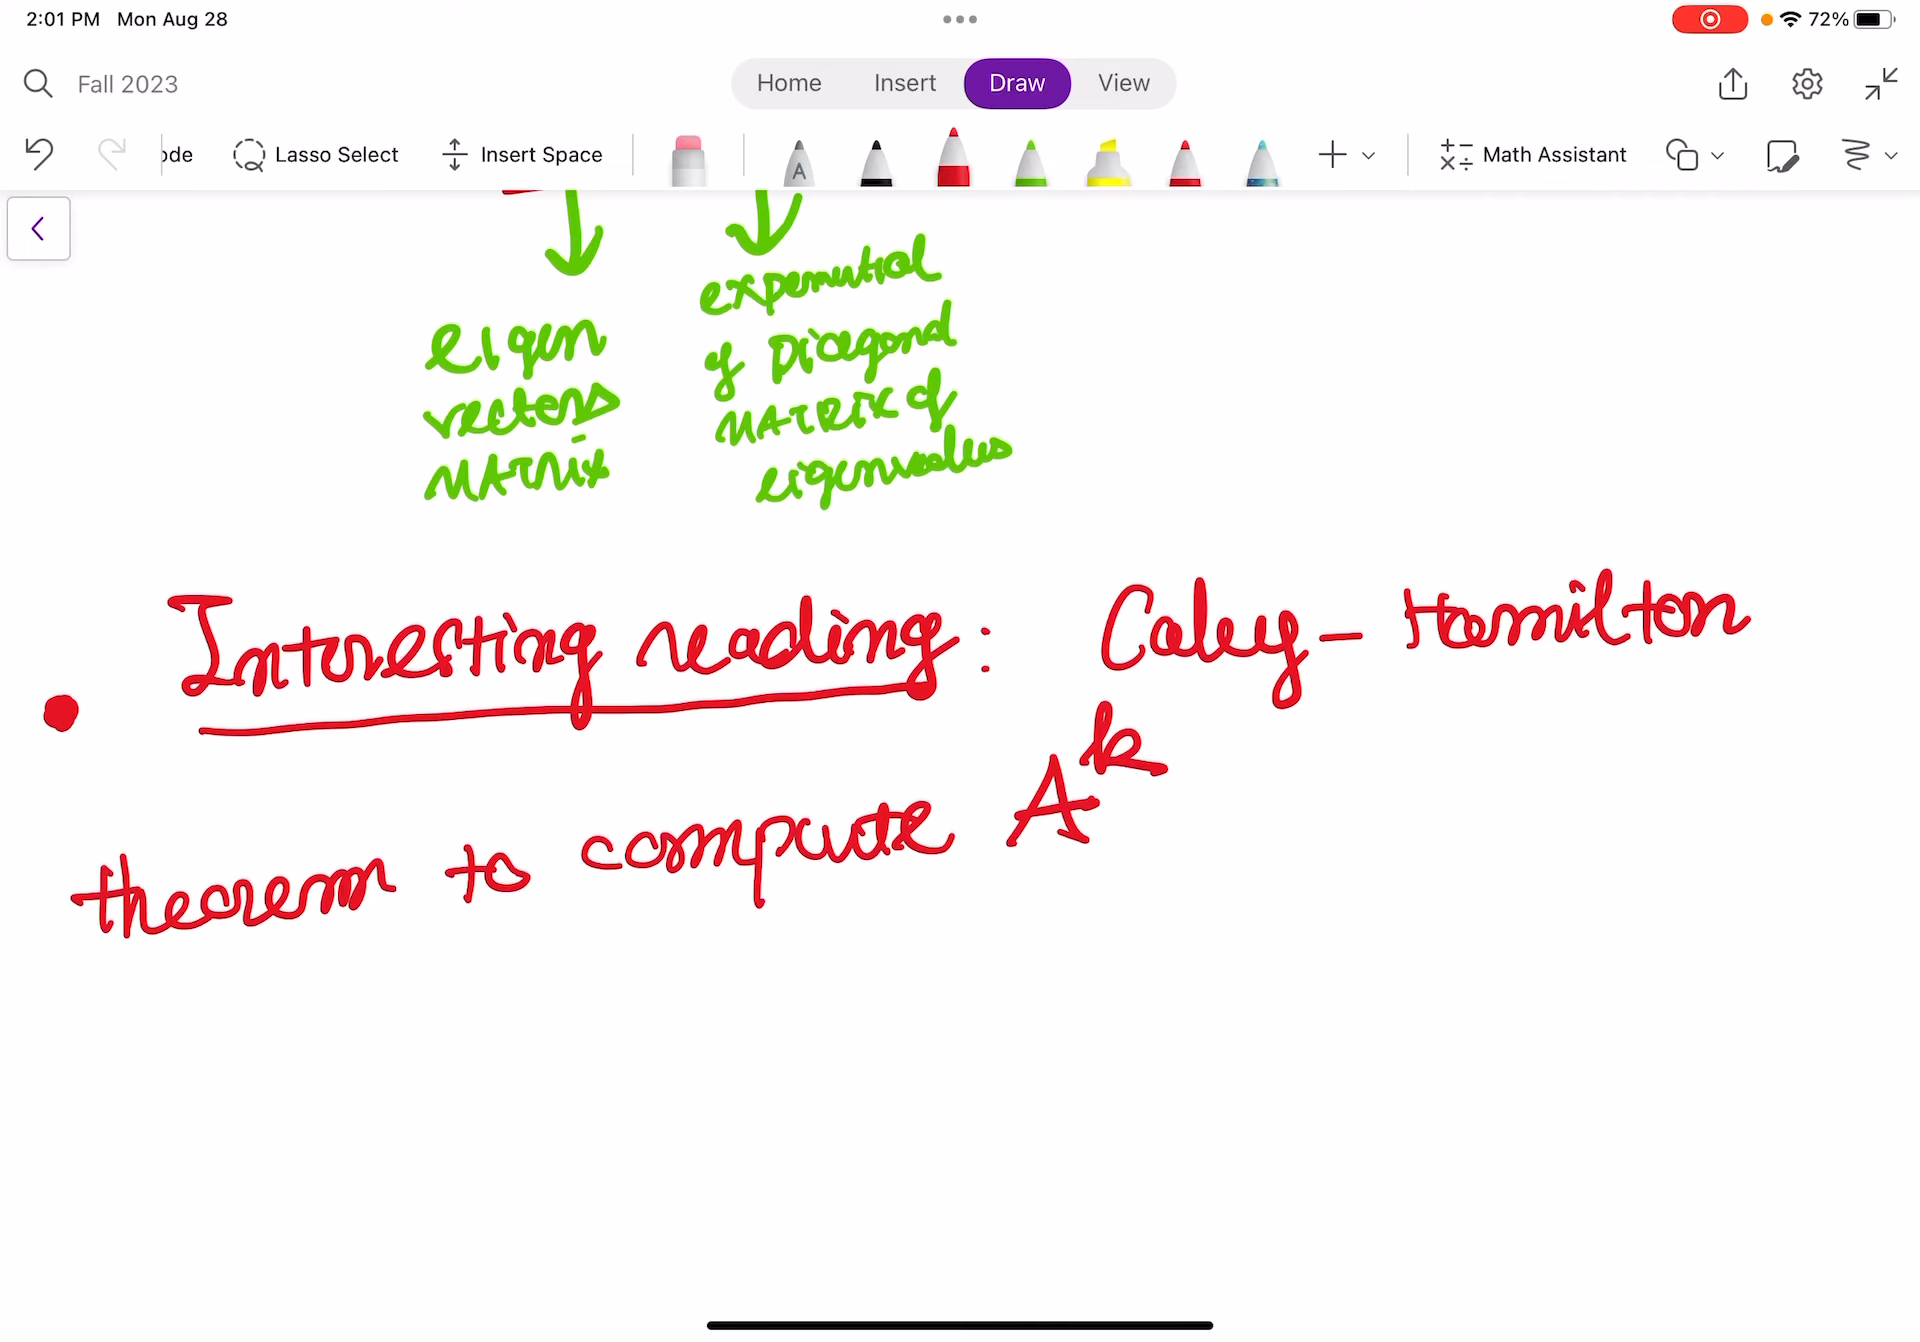 2:01 PM Mon Aug 28
72%
Fall 2023
Home Insert Draw View
ode Lasso Select Insert Space A Math Assistant
eigen
vectors
MATrix
exponential
of Diagonal
MATRIX of
eigenvalues
Interesting reading: Caley-Hamilton
theorem to compute A^k